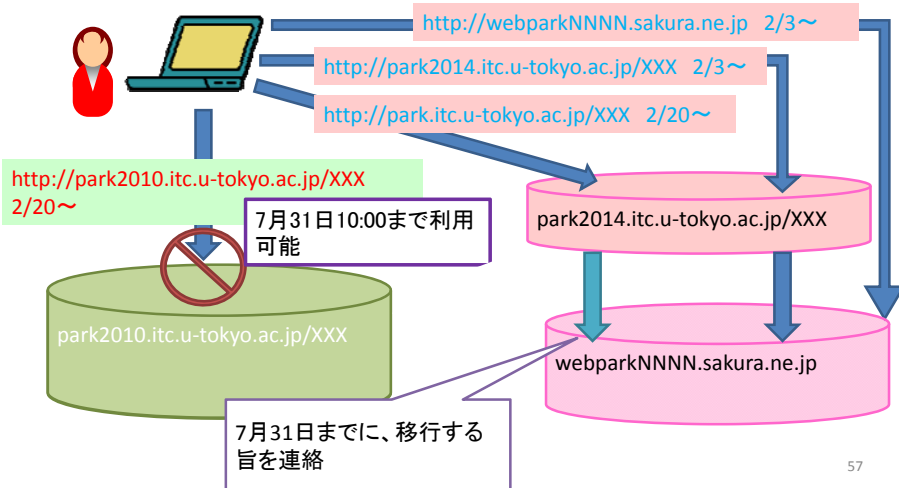 http://webparkNNNN.sakura.ne.jp 2/3～
http://park2014.itc.u-tokyo.ac.jp/XXX 2/3～
http://park.itc.u-tokyo.ac.jp/XXX 2/20～
http://park2010.itc.u-tokyo.ac.jp/XXX
2/20～
7月31日10:00まで利用
可能
park2014.itc.u-tokyo.ac.jp/XXX
park2010.itc.u-tokyo.ac.jp/XXX
webparkNNNN.sakura.ne.jp
7月31日までに、移行する
旨を連絡
57